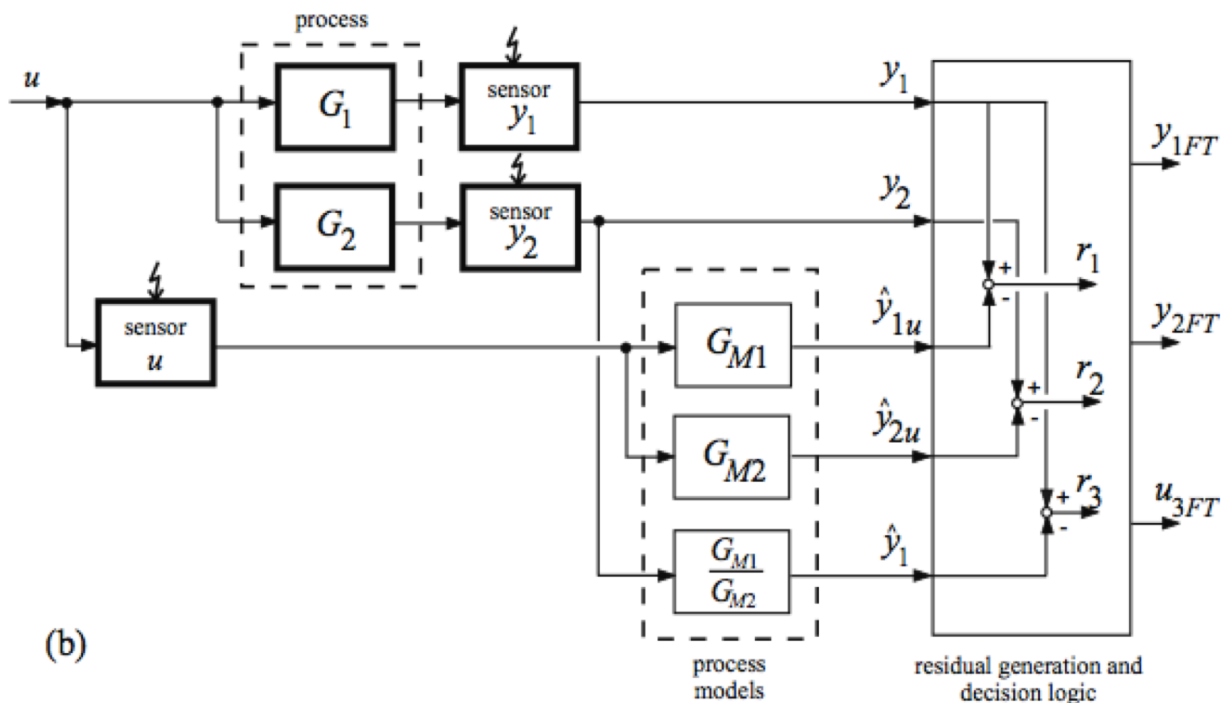 process
u
G1
sensor
y1
y1
y1FT
G2
sensor
y2
y2
+
-
r1
sensor
u
GM1
ŷ1u
y2FT
+
-
r2
GM2
ŷ2u
+
-
r3
u3FT
GM1
GM2
ŷ1
(b)
process
models
residual generation and
decision logic